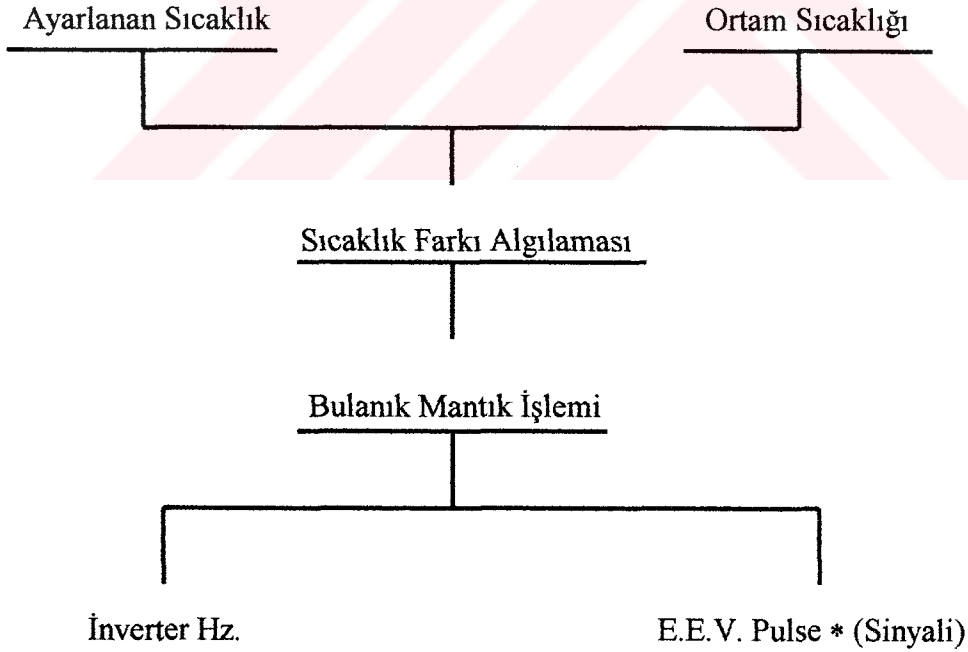 Ayarlanan Sıcaklık
Ortam Sıcaklığı
Sıcaklık Farkı Algılaması
Bulanık Mantık İşlemi
İnverter Hz.
E.E.V. Pulse * (Sinyali)